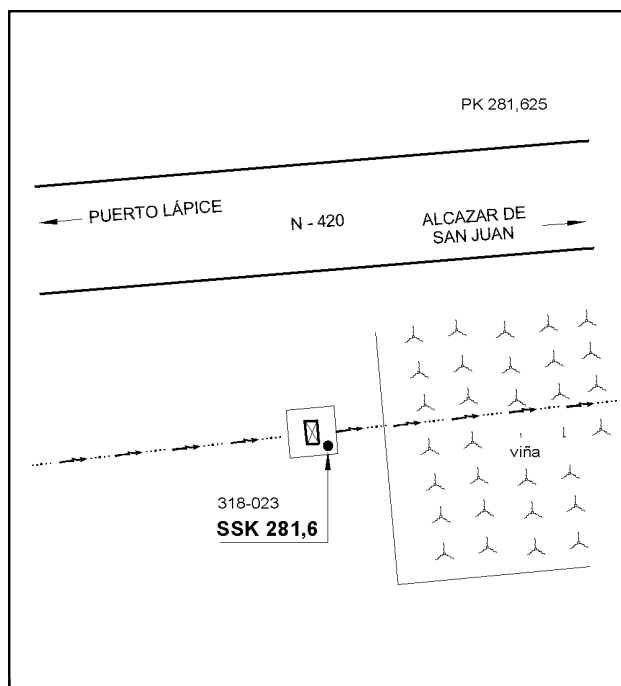 PK 281,625
PUERTO LÁPICE
N - 420
ALCAZAR DE
SAN JUAN
viña
318-023
SSK 281,6